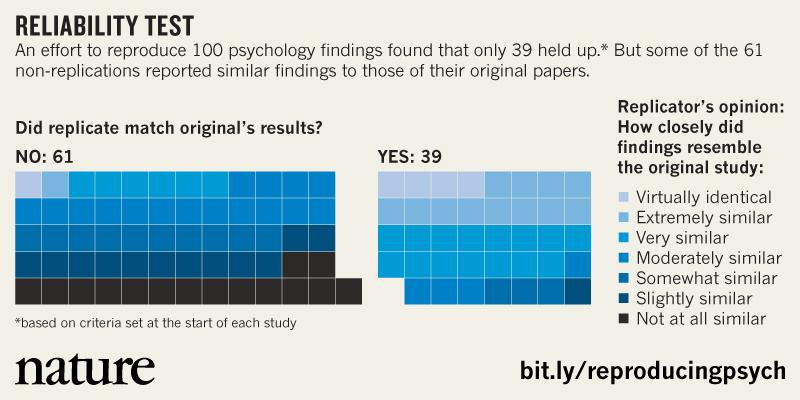 RELIABILITY TEST
An effort to reproduce 100 psychology findings found that only 39 held up.* But some of the 61
non-replications reported similar findings to those of their original papers.
Did replicate match original's results?
NO: 61
YES: 39
Replicator's opinion:
How closely did
findings resemble
the original study:
Virtually identical
Extremely similar
Very similar
Moderately similar
Somewhat similar
Slightly similar
Not at all similar
*based on criteria set at the start of each study
nature
bit.ly/reproducingpsych